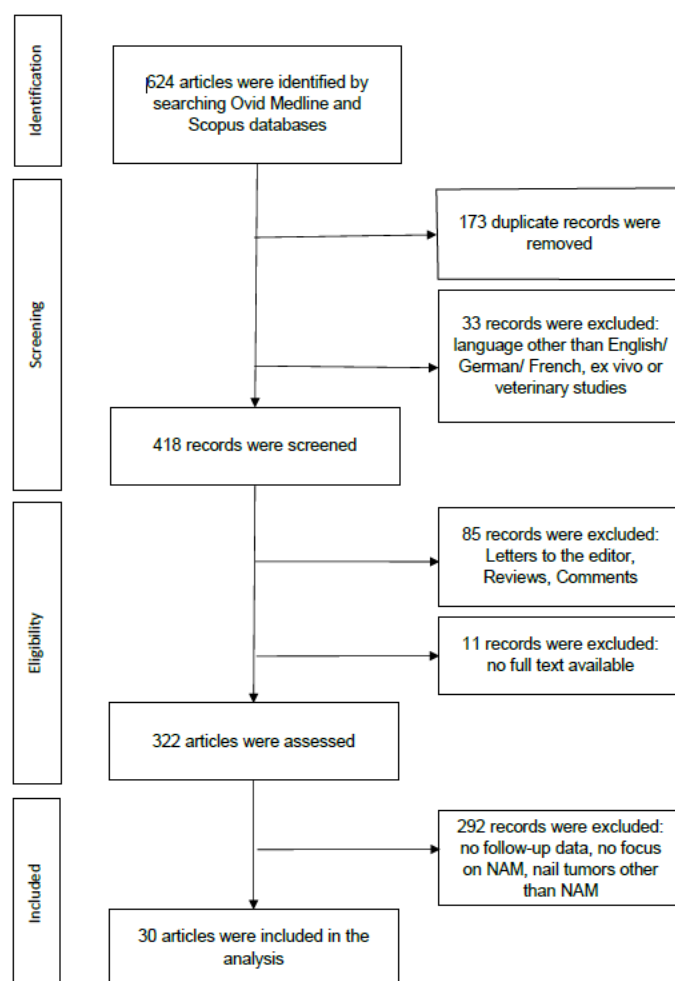 Identification
624 articles were identified by
searching Ovid Medline and
Scopus databases
Screening
173 duplicate records were
removed
33 records were excluded:
language other than English/
German/ French, ex vivo or
veterinary studies
418 records were screened
Eligibility
85 records were excluded:
Letters to the editor,
Reviews, Comments
11 records were excluded:
no full text available
322 articles were assessed
Included
292 records were excluded:
no follow-up data, no focus
on NAM, nail tumors other
than NAM
30 articles were included in the
analysis